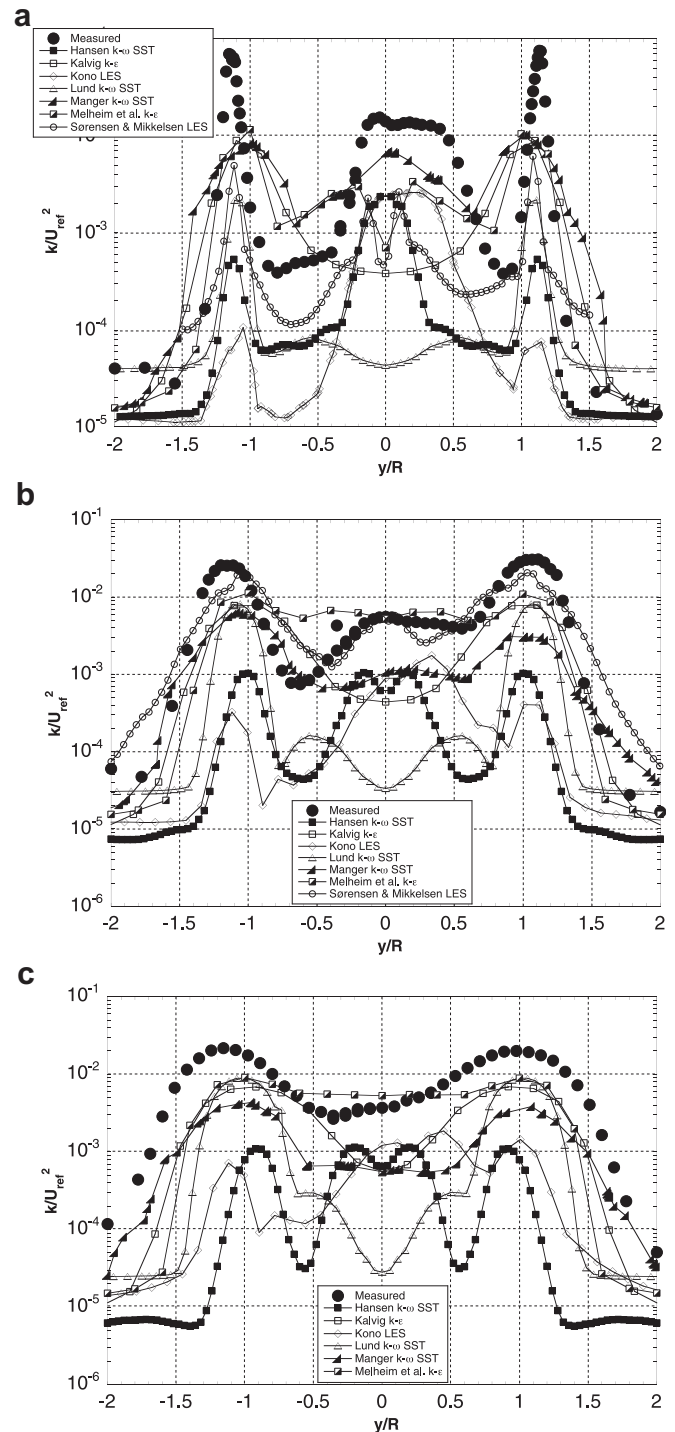 a
Measured
Hansen k-ω SST
Kalvig k-ε
Kono LES
Lund k-ω SST
Manger k-ω SST
Melheim et al. k-ε
Sørensen & Mikkelsen LES
k/U_ref^2
10^-3
10^-4
10^-5
-2 -1.5 -1 -0.5 0 0.5 1 1.5 2
y/R
b
10^-1
10^-2
10^-3
10^-4
10^-5
10^-6
k/U_ref^2
Measured
Hansen k-ω SST
Kalvig k-ε
Kono LES
Lund k-ω SST
Manger k-ω SST
Melheim et al. k-ε
Sørensen & Mikkelsen LES
-2 -1.5 -1 -0.5 0 0.5 1 1.5 2
y/R
c
10^-1
10^-2
10^-3
10^-4
10^-5
10^-6
k/U_ref^2
Measured
Hansen k-ω SST
Kalvig k-ε
Kono LES
Lund k-ω SST
Manger k-ω SST
Melheim et al. k-ε
-2 -1.5 -1 -0.5 0 0.5 1 1.5 2
y/R